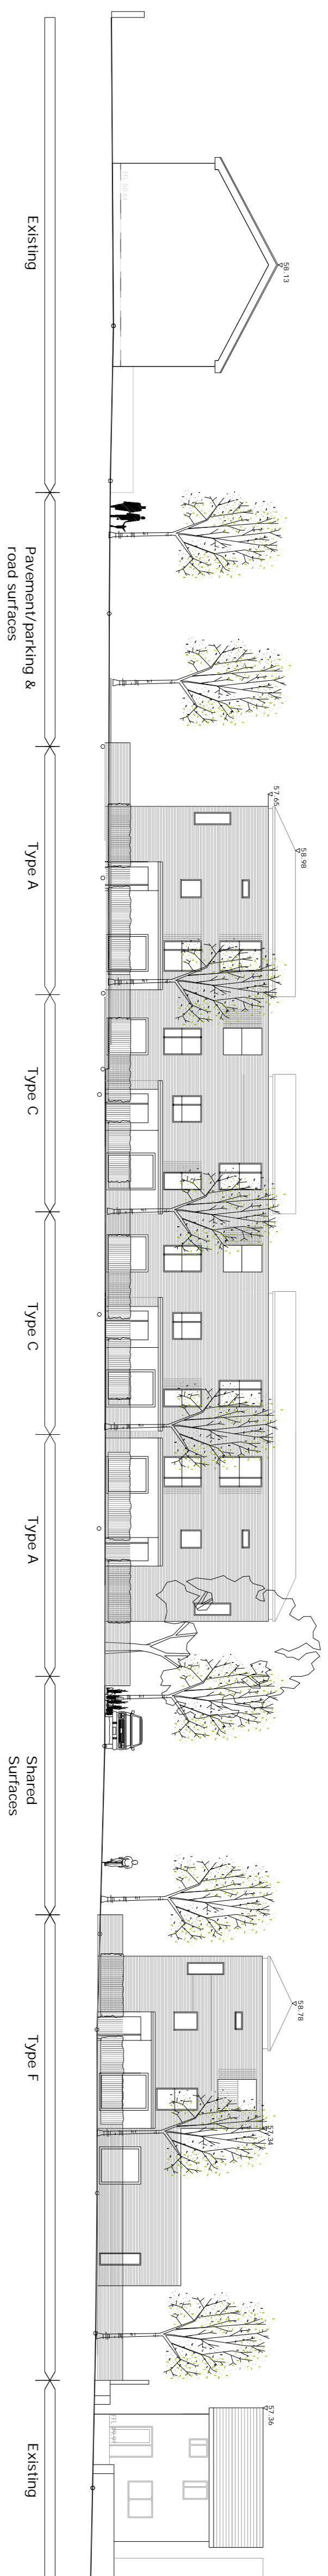 58.13
57.65
58.98
58.78
57.34
57.36
Existing
Pavement/parking &
road surfaces
Type A
Type C
Type C
Type A
Shared
Surfaces
Type F
Existing